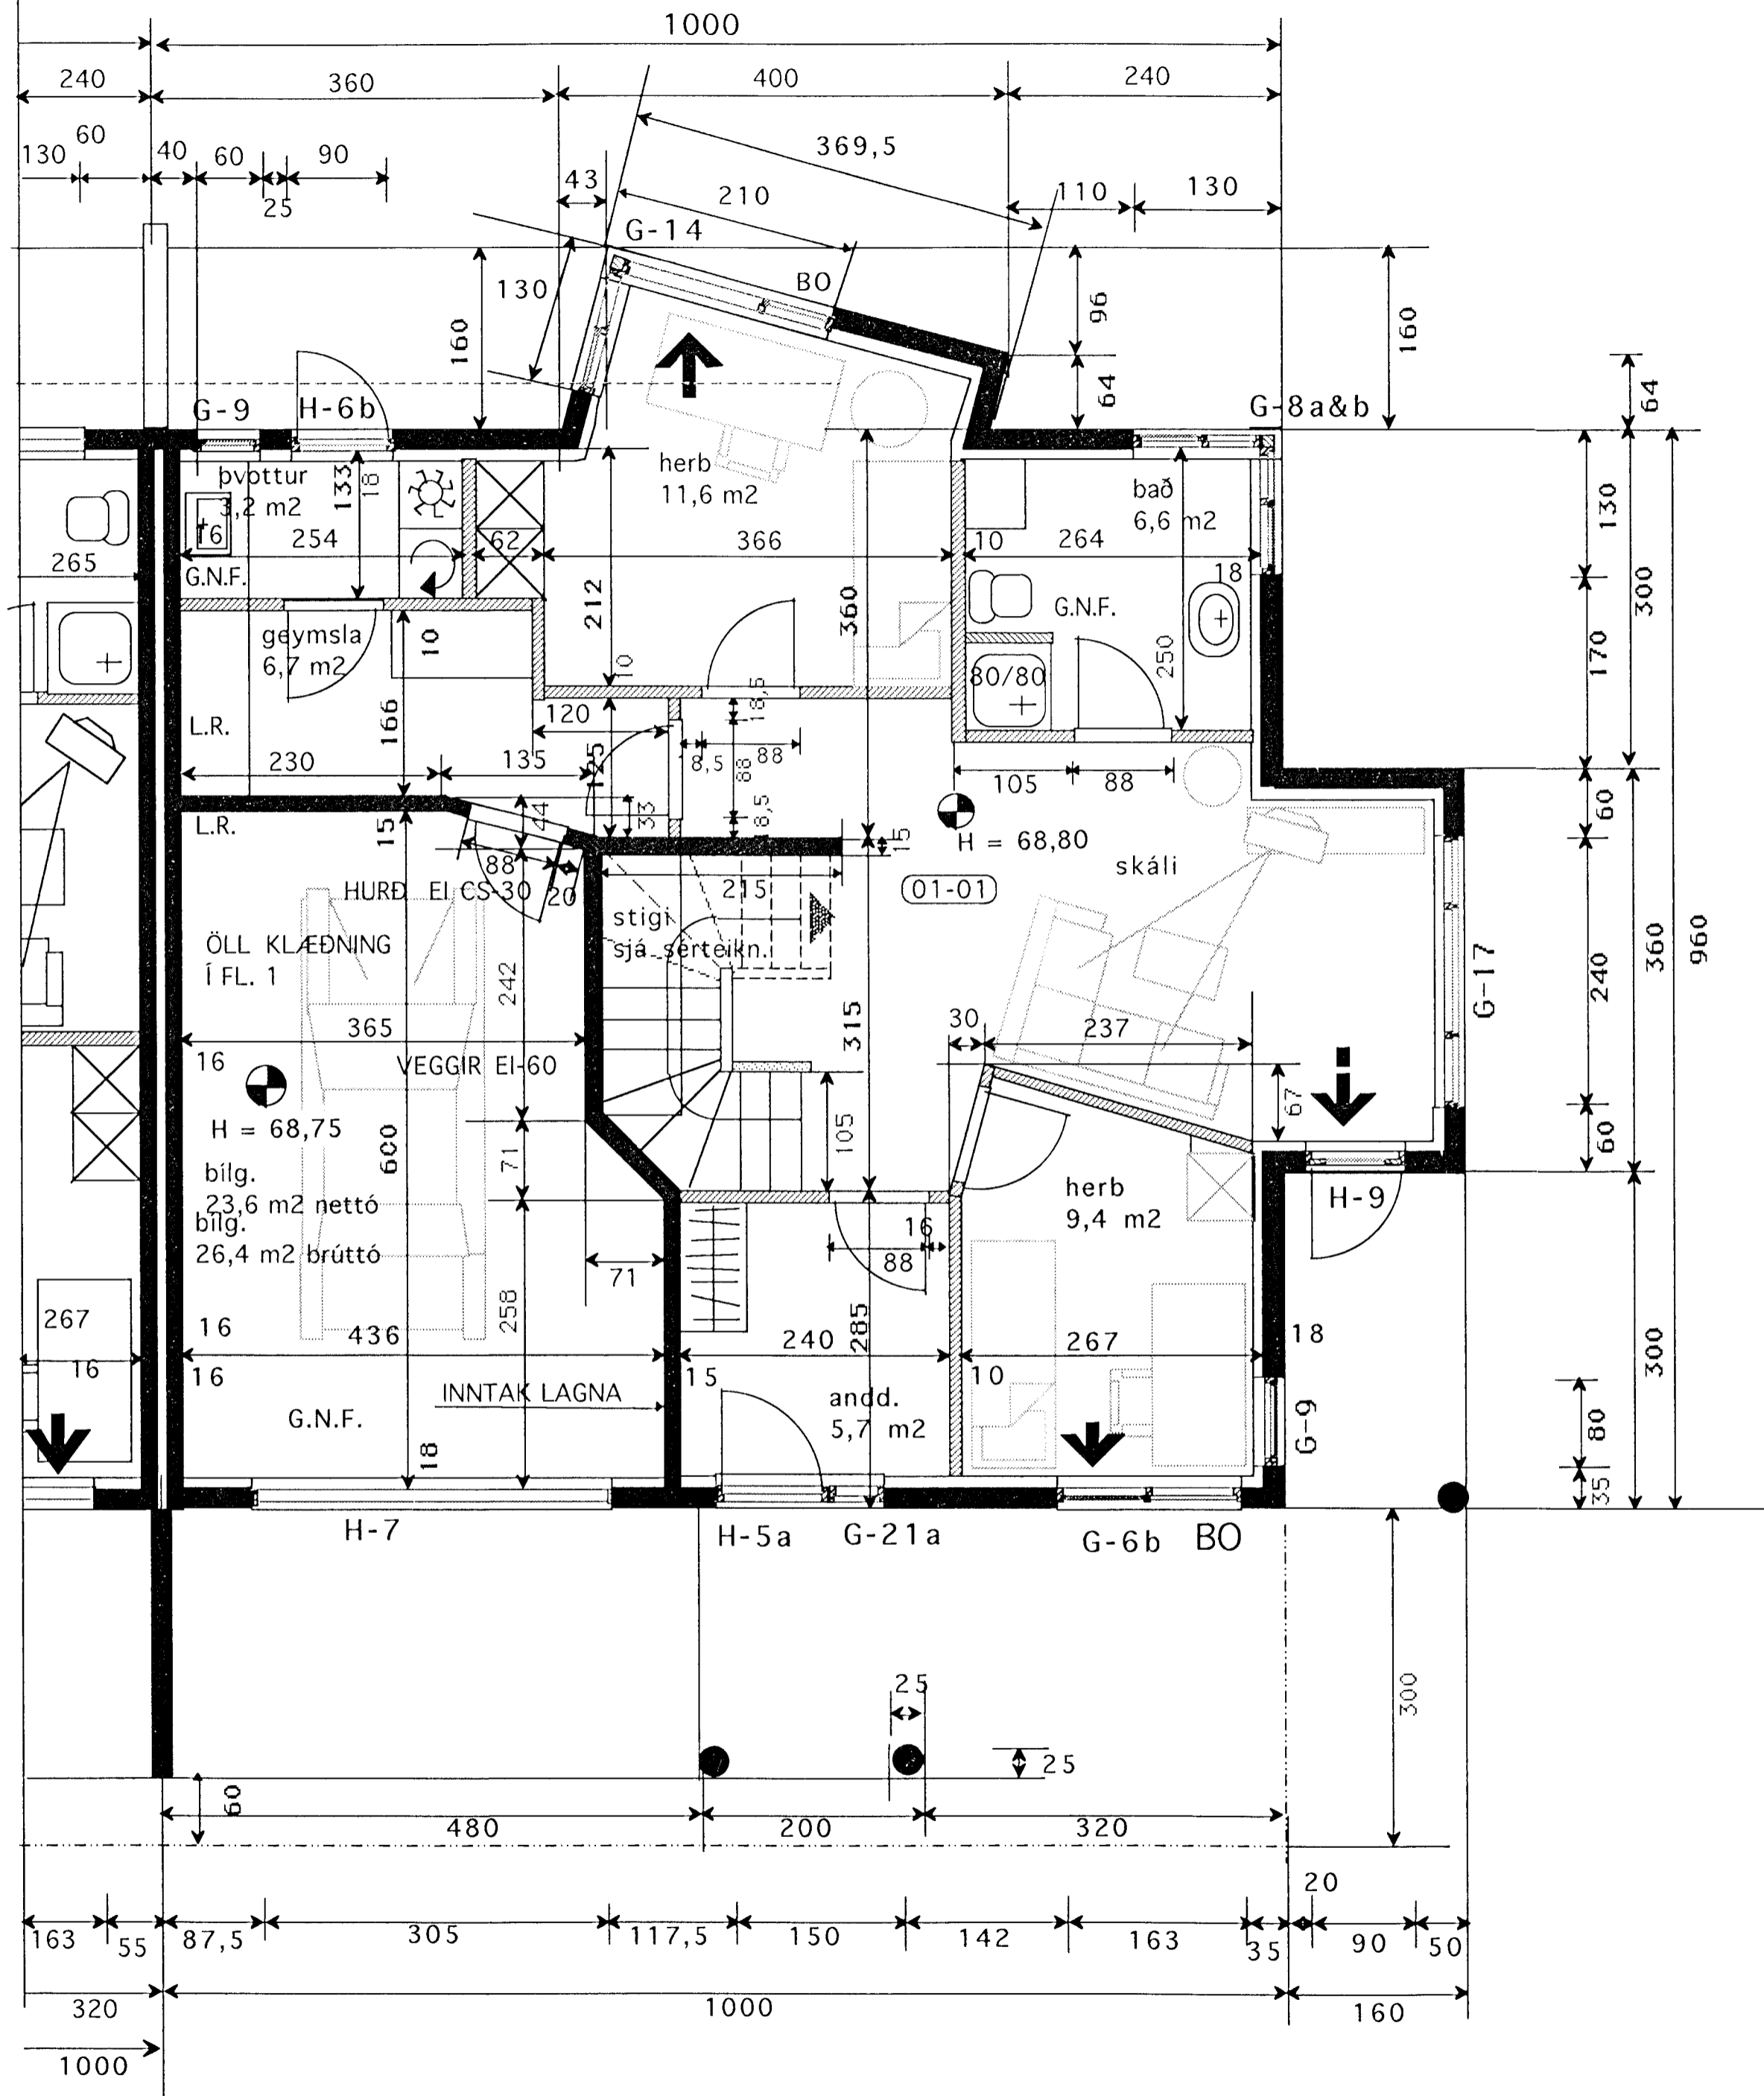 1000
240 360 400 240
60
130 40 60 90
25
369,5
43 210 110 130
G-14
130 BO
160 96 160
64 64
G-9 H-6b G-8a&b
þvottur
3,2 m2
133 18
herb
11,6 m2
bað
6,6 m2
130
16 254 62 366 10 264
265
G.N.F. 18
G.N.F.
300
212 360
geymsla
6,7 m2
10
10
250
170
80/80
L.R.
166
120
18,5
230 135 125
8,5 88
88
105 88
60
L.R.
15
44 33
8,5
15
H = 68,80
88
20
215
HURÐ EI CS-30
01-01
skáli
stigi
sjá sérteikn.
ÖLL KLÆÐNING
Í FL. 1
242
240 360 960
G-17
365
16
315
30 237
VEGGIR EI-60
H = 68,75
600
71
105
67
60
bílg.
23,6 m2 nettó
bílg.
26,4 m2 brúttó
herb
9,4 m2
H-9
16
88
71
258
285
267
16
16 436
16
240
15
267
10
18
300
INNTAK LAGNA
andd.
5,7 m2
G.N.F.
18
G-9
80
35
H-7 H-5a G-21a G-6b BO
25
300
25
60
480 200 320
20
163 55 87,5 305 117,5 150 142 163 35 90 50
320 1000 160
1000